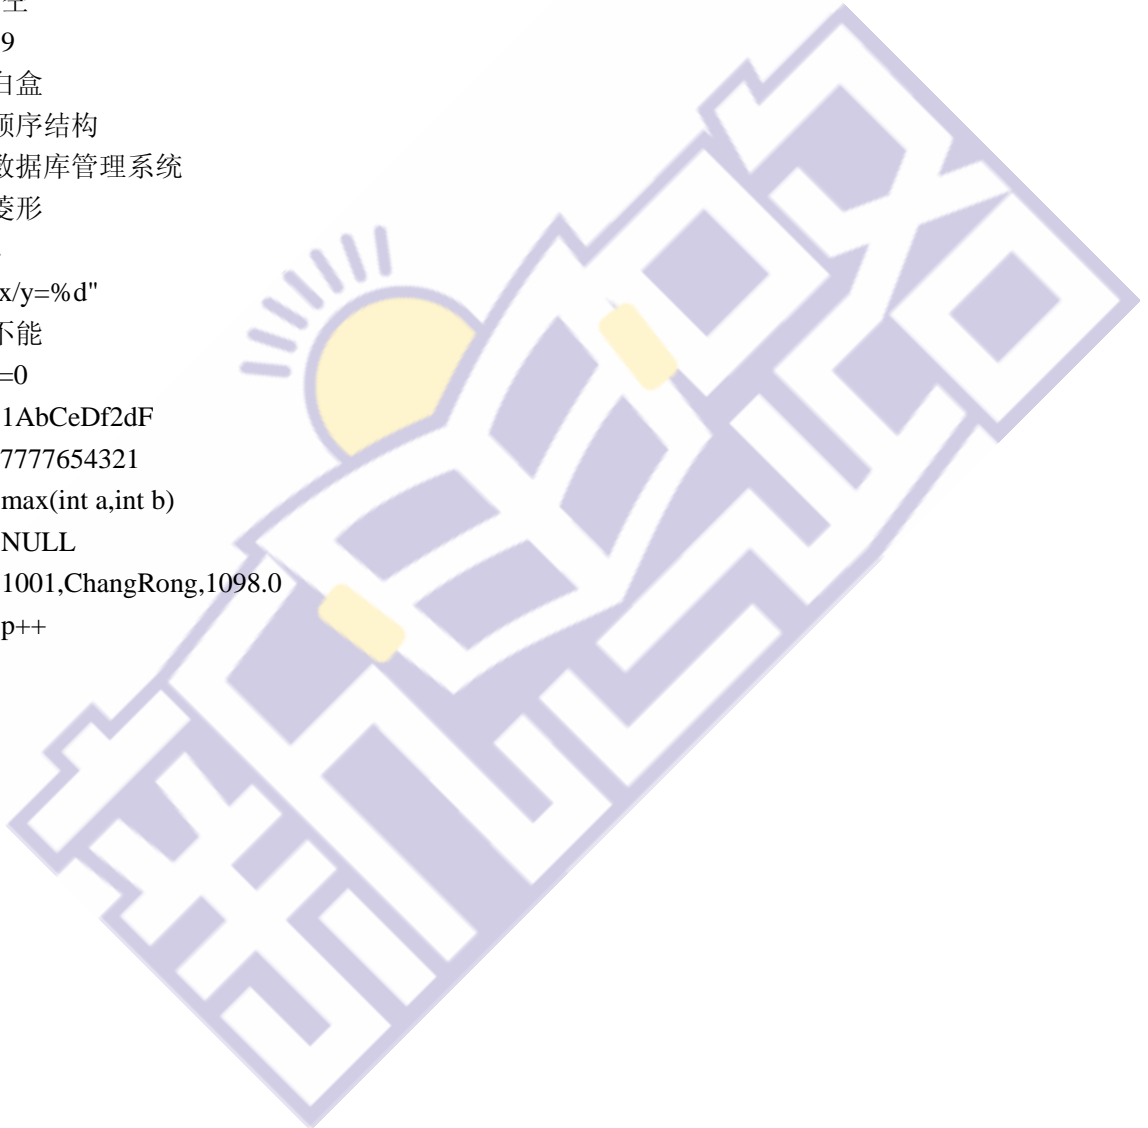 9
白盒
顺序结构
数据库管理系统
菱形
x/y=%d"
不能
=0
1AbCeDf2dF
7777654321
max(int a,int b)
NULL
1001,ChangRong,1098.0
p++